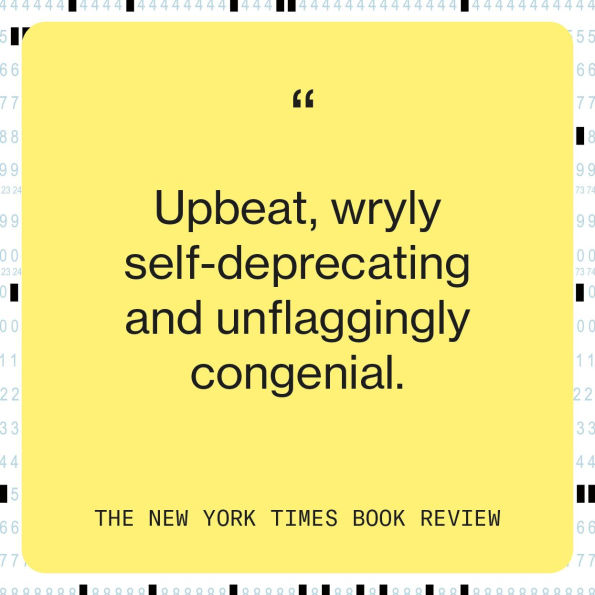 “
Upbeat, wryly
self-deprecating
and unflaggingly
congenial.
THE NEW YORK TIMES BOOK REVIEW